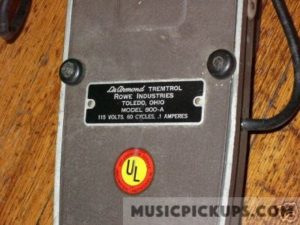 DeArmond TREMTROL
ROWE INDUSTRIES
TOLEDO, OHIO
MODEL 800-A
115 VOLTS, 60 CYCLES, .1 AMPERES
UL
MUSICPICKUPS.COM